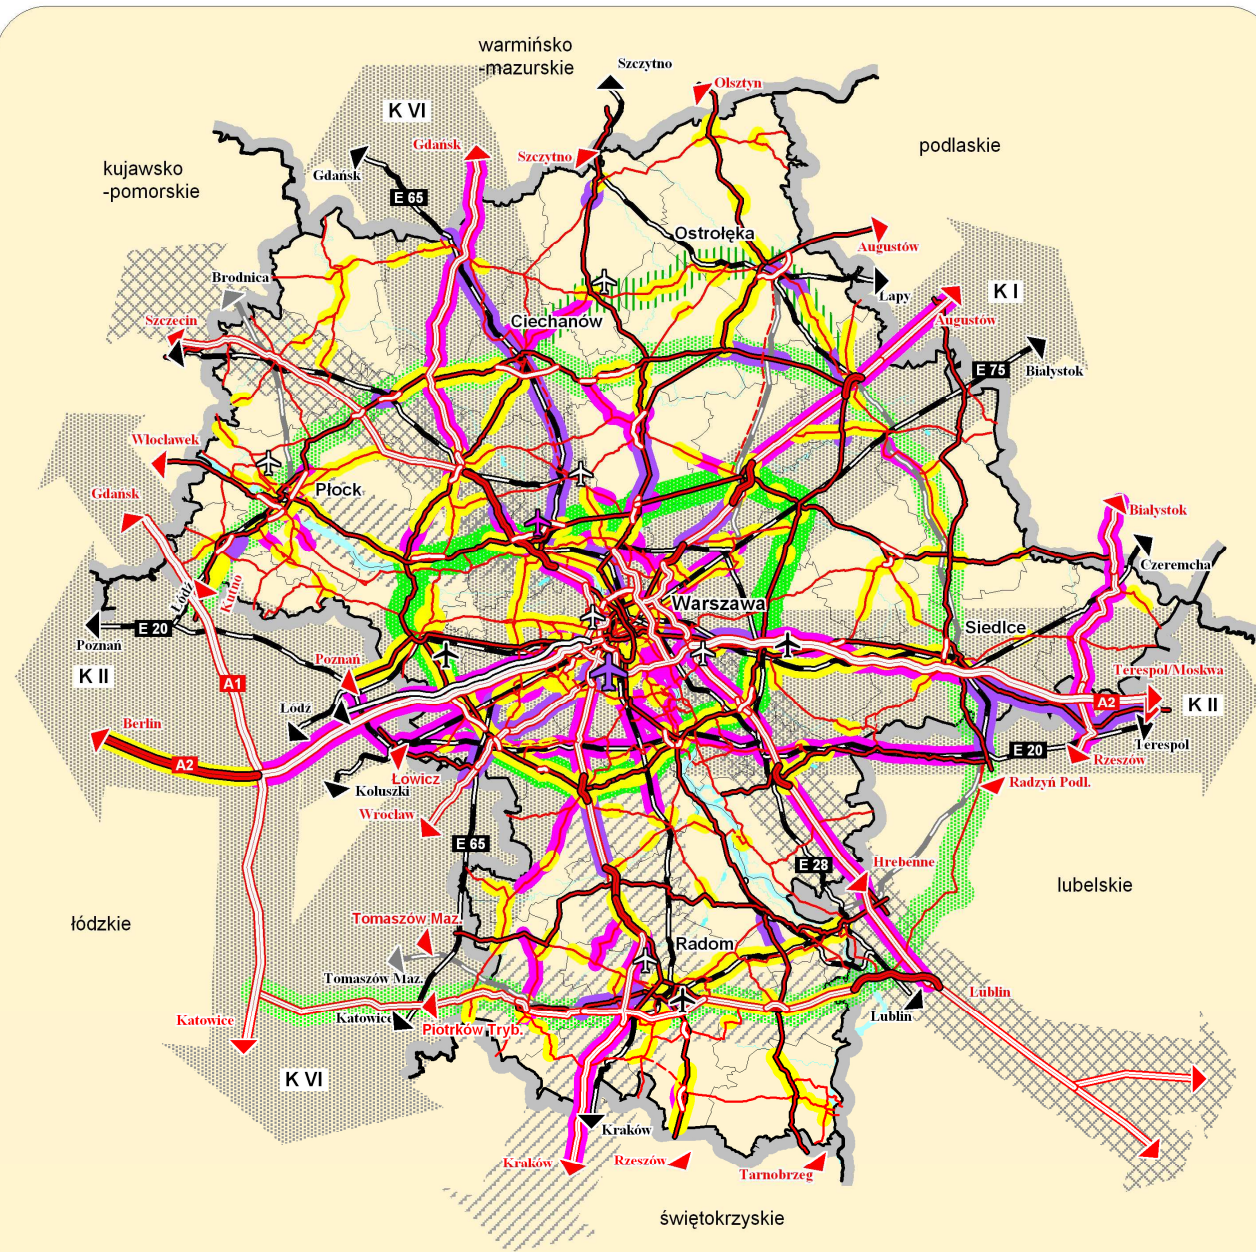 warmińsko
-mazurskie
Szczytno
Olsztyn
K VI
Gdańsk
Szczytno
podlaskie
kujawsko
-pomorskie
Gdańsk
E 65
Ostrołęka
Augustów
Brodnica
Łapy
K I
Szczecin
Ciechanów
Augustów
E 75
Białystok
Włocławek
Płock
Gdańsk
Białystok
Czeremcha
Łódź
Kutno
Warszawa
Siedlce
Poznań
E 20
K II
Poznań
Terespol/Moskwa
A1
A2
K II
Łódź
Berlin
A2
Terespol
E 20
Rzeszów
Łowicz
Koluszki
Radzyń Podl.
Wrocław
E 65
E 28
Hrebenne
lubelskie
łódzkie
Tomaszów Maz.
Radom
Tomaszów Maz.
Lublin
Katowice
Katowice
Piotrków Tryb.
Lublin
K VI
Kraków
Kraków
Rzeszów
Tarnobrzeg
świętokrzyskie